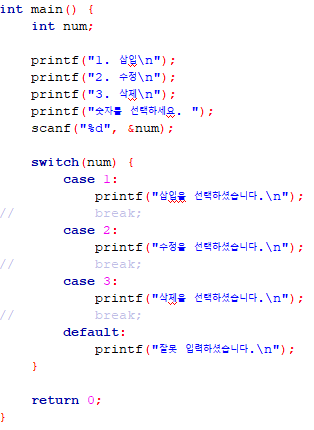 int main() {
    int num;

    printf("1. 삽입\n");
    printf("2. 수정\n");
    printf("3. 삭제\n");
    printf("숫자를 선택하세요. ");
    scanf("%d", &num);

    switch(num) {
        case 1:
            printf("삽입을 선택하셨습니다.\n");
//          break;
        case 2:
            printf("수정을 선택하셨습니다.\n");
//          break;
        case 3:
            printf("삭제을 선택하셨습니다.\n");
//          break;
        default:
            printf("잘못 입력하셨습니다.\n");
    }

    return 0;
}